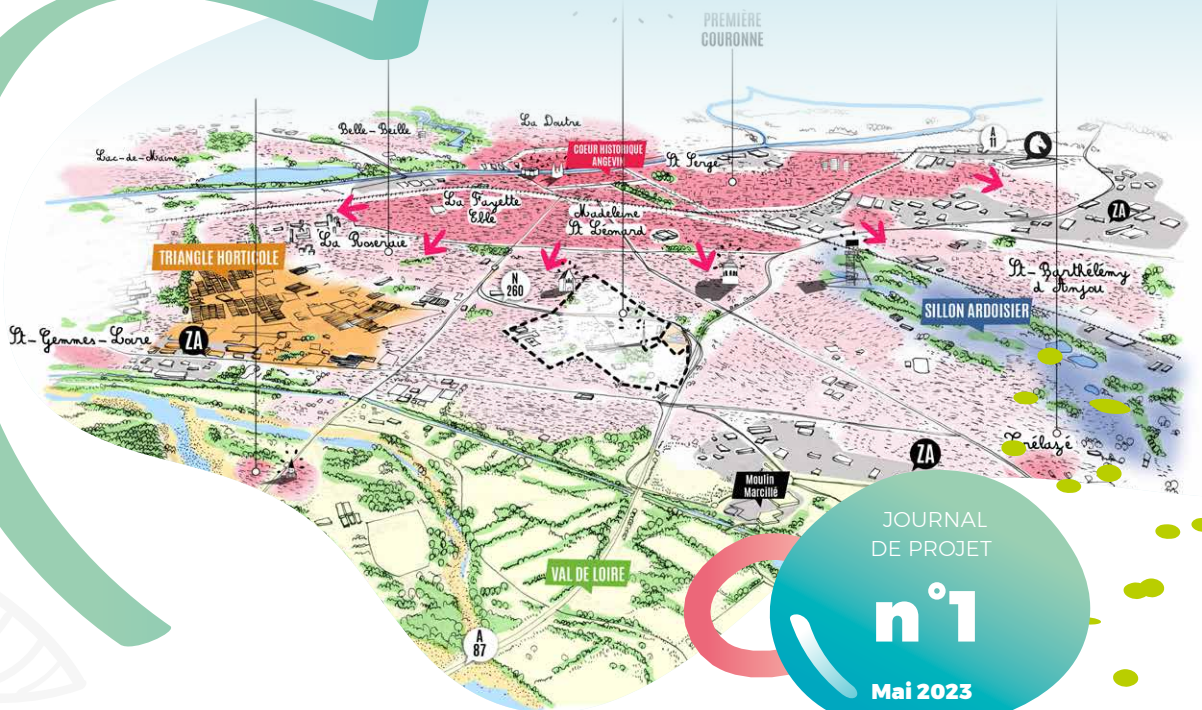 PREMIÈRE
COURONNE
La Doutre
Belle-Beille
Lac-de-Maine
COEUR HISTORIQUE
ANGEVIN
St Serge
A
11
ZA
La Fayette
Eblé
Madeleine
St Léonard
La Roseraie
TRIANGLE HORTICOLE
N
260
St-Barthélémy
d'Anjou
SILLON ARDOISIER
St-Gemmes-Loire
ZA
Trélazé
ZA
Moulin
Marcillé
VAL DE LOIRE
A
87
JOURNAL
DE PROJET
n°1
Mai 2023